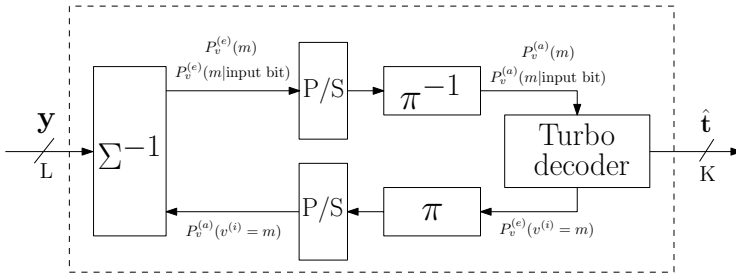 y
L
Σ⁻¹
P_v^{(e)}(m)
P_v^{(e)}(m|input bit)
P/S
π⁻¹
P_v^{(a)}(m)
P_v^{(a)}(m|input bit)
Turbo
decoder
t̂
K
P_v^{(e)}(v^{(i)} = m)
π
P/S
P_v^{(a)}(v^{(i)} = m)